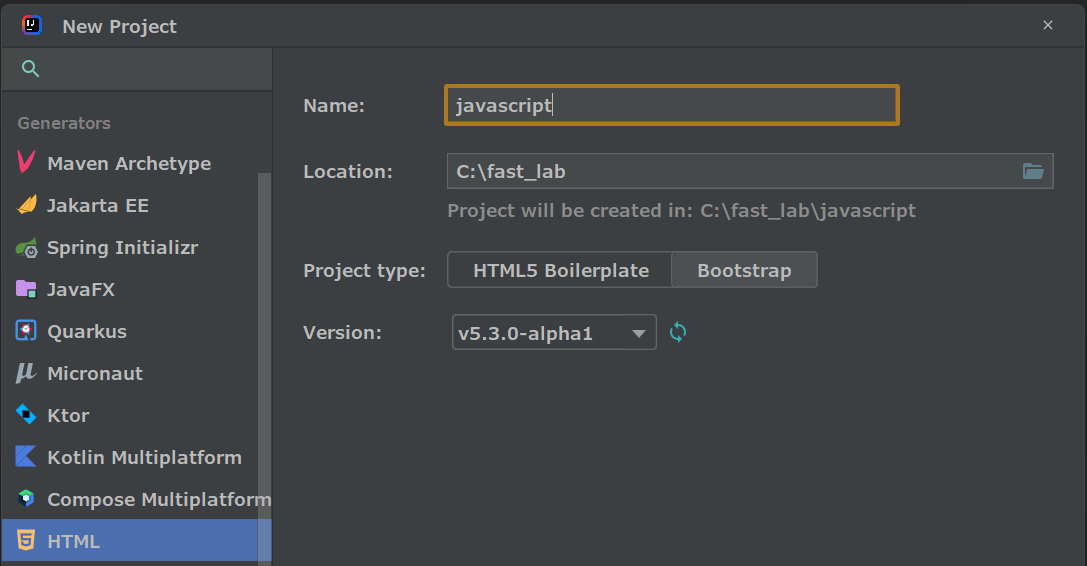 New Project
Generators
Maven Archetype
Jakarta EE
Spring Initializr
JavaFX
Quarkus
Micronaut
Ktor
Kotlin Multiplatform
Compose Multiplatform
HTML
Name: javascript
Location: C:\fast_lab
Project will be created in: C:\fast_lab\javascript
Project type: HTML5 Boilerplate Bootstrap
Version: v5.3.0-alpha1